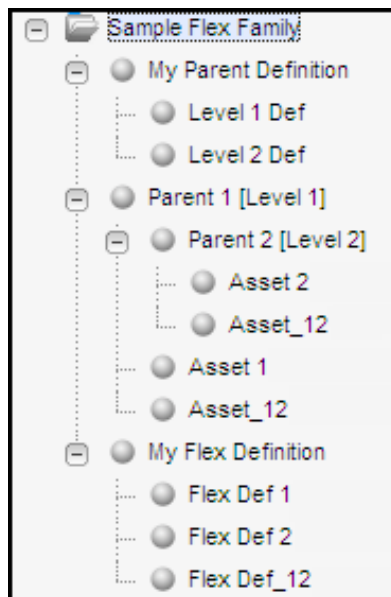 Sample Flex Family
My Parent Definition
Level 1 Def
Level 2 Def
Parent 1 [Level 1]
Parent 2 [Level 2]
Asset 2
Asset_12
Asset 1
Asset_12
My Flex Definition
Flex Def 1
Flex Def 2
Flex Def_12